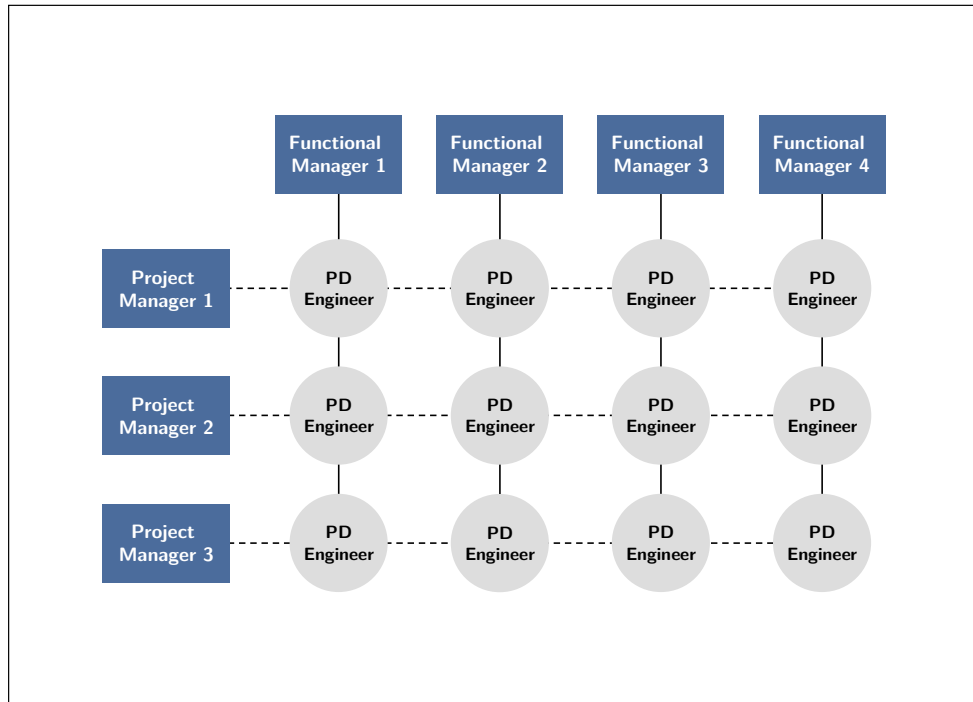 Functional
Manager 1
Functional
Manager 2
Functional
Manager 3
Functional
Manager 4
Project
Manager 1
PD
Engineer
PD
Engineer
PD
Engineer
PD
Engineer
Project
Manager 2
PD
Engineer
PD
Engineer
PD
Engineer
PD
Engineer
Project
Manager 3
PD
Engineer
PD
Engineer
PD
Engineer
PD
Engineer